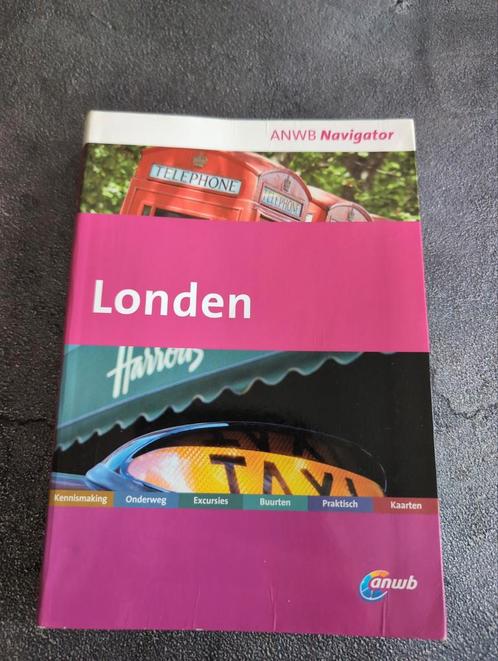 ANWB Navigator
TELEPHONE
TELEPHONE
Londen
Harrods
TAXI
Kennismaking Onderweg Excursies Buurten Praktisch Kaarten
anwb